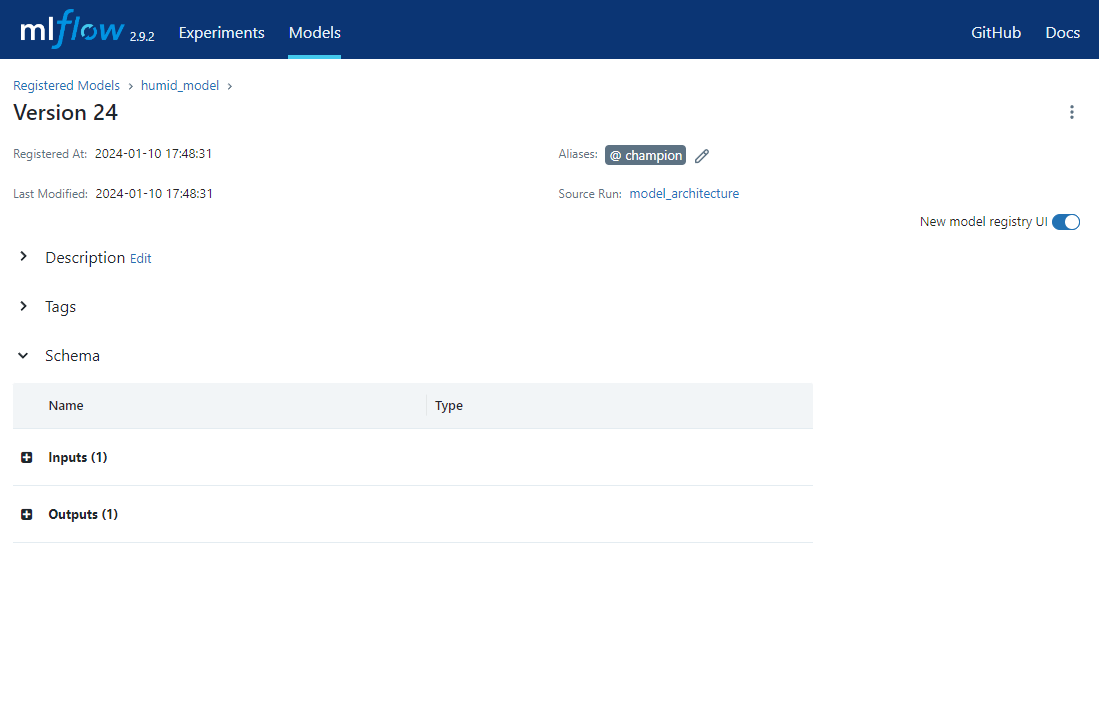 mlflow 2.9.2 Experiments Models GitHub Docs
Registered Models › humid_model ›
Version 24
Registered At: 2024-01-10 17:48:31 Aliases: @ champion
Last Modified: 2024-01-10 17:48:31 Source Run: model_architecture
New model registry UI
Description Edit
Tags
Schema
Name Type
Inputs (1)
Outputs (1)